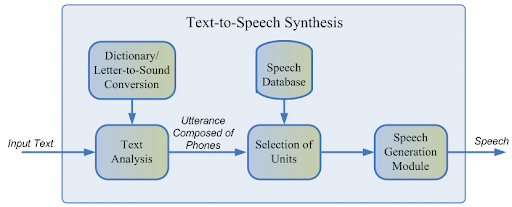 Text-to-Speech Synthesis
Dictionary/
Letter-to-Sound
Conversion
Speech
Database
Input Text
Text
Analysis
Utterance
Composed of
Phones
Selection of
Units
Speech
Generation
Module
Speech